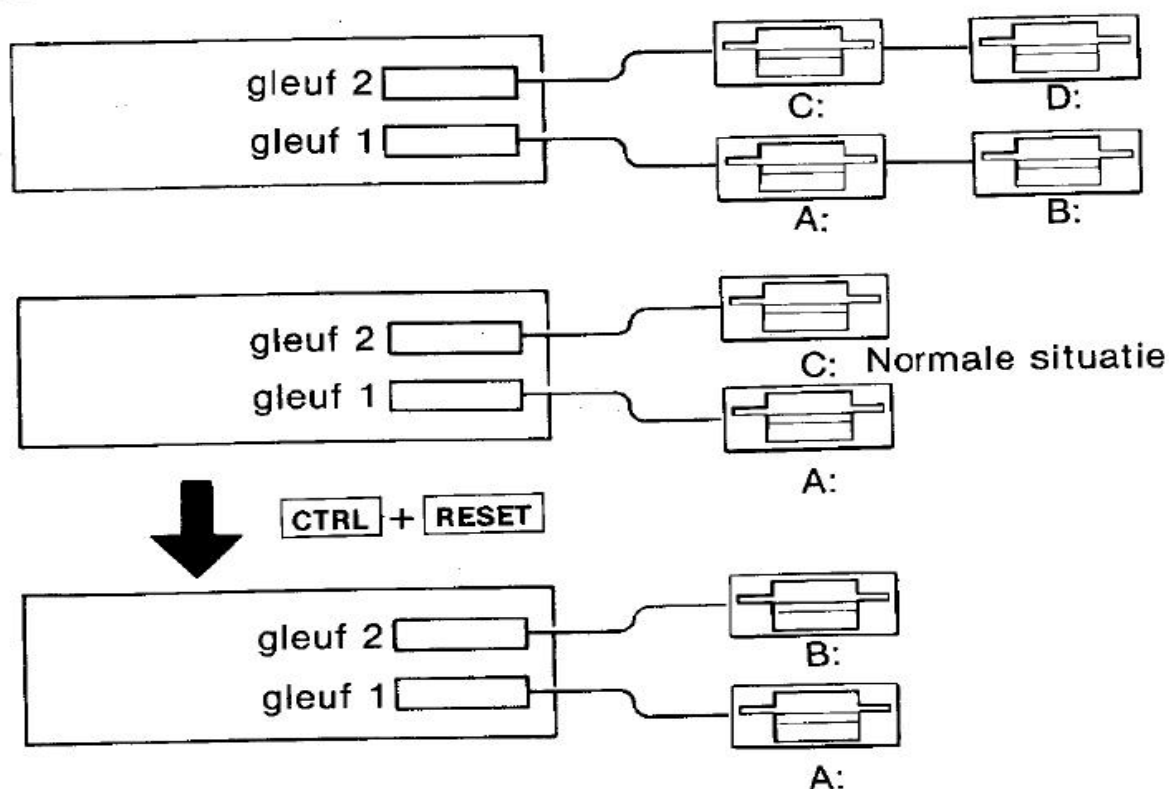 gleuf 2
C:
D:
gleuf 1
A:
B:
gleuf 2
C: Normale situatie
gleuf 1
A:
CTRL + RESET
gleuf 2
B:
gleuf 1
A: